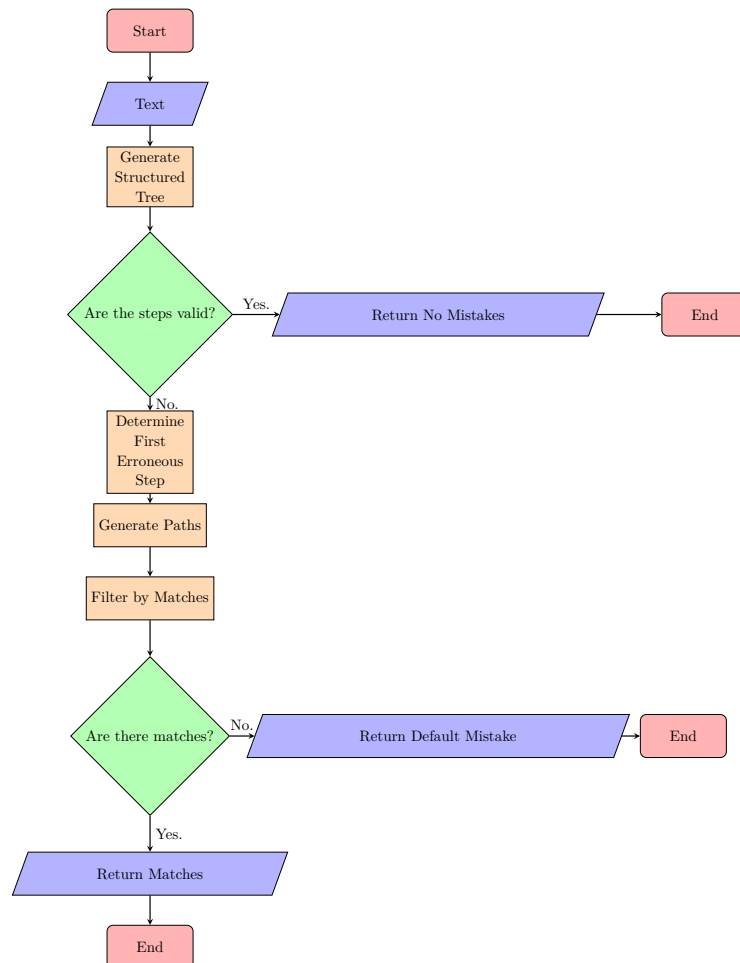 Start
Text
Generate
Structured
Tree
Are the steps valid?
Yes.
Return No Mistakes
End
No.
Determine
First
Erroneous
Step
Generate Paths
Filter by Matches
Are there matches?
No.
Return Default Mistake
End
Yes.
Return Matches
End